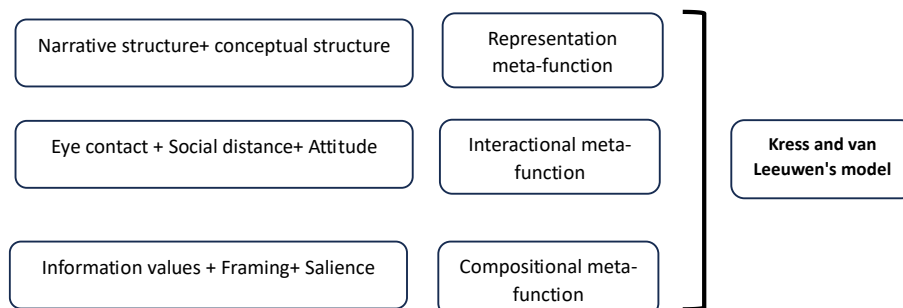 Narrative structure+ conceptual structure
Representation
meta-function
Eye contact + Social distance+ Attitude
Interactional meta-
function
Kress and van
Leeuwen's model
Information values + Framing+ Salience
Compositional meta-
function